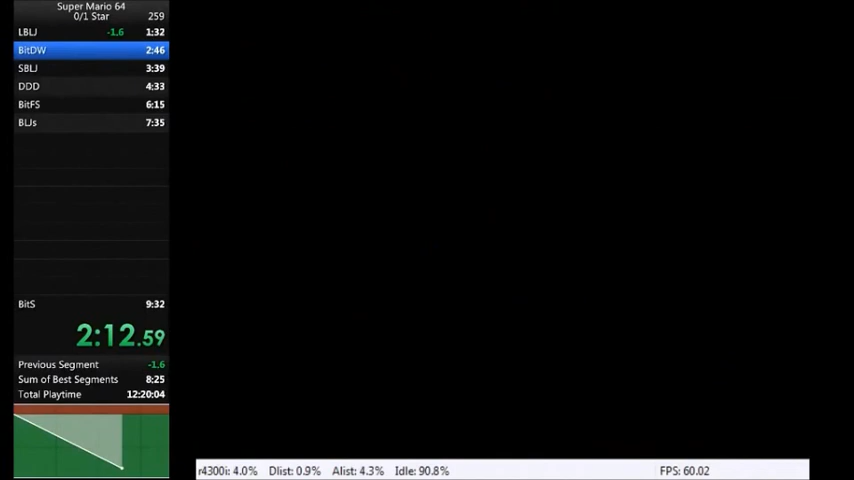 Super Mario 64
0/1 Star 259
LBLJ -1.6 1:32
BitDW 2:46
SBLJ 3:39
DDD 4:33
BitFS 6:15
BLJs 7:35
BitS 9:32
2:12.59
Previous Segment -1.6
Sum of Best Segments 8:25
Total Playtime 12:20:04
r4300i: 4.0% Dlist: 0.9% Alist: 4.3% Idle: 90.8% FPS: 60.02